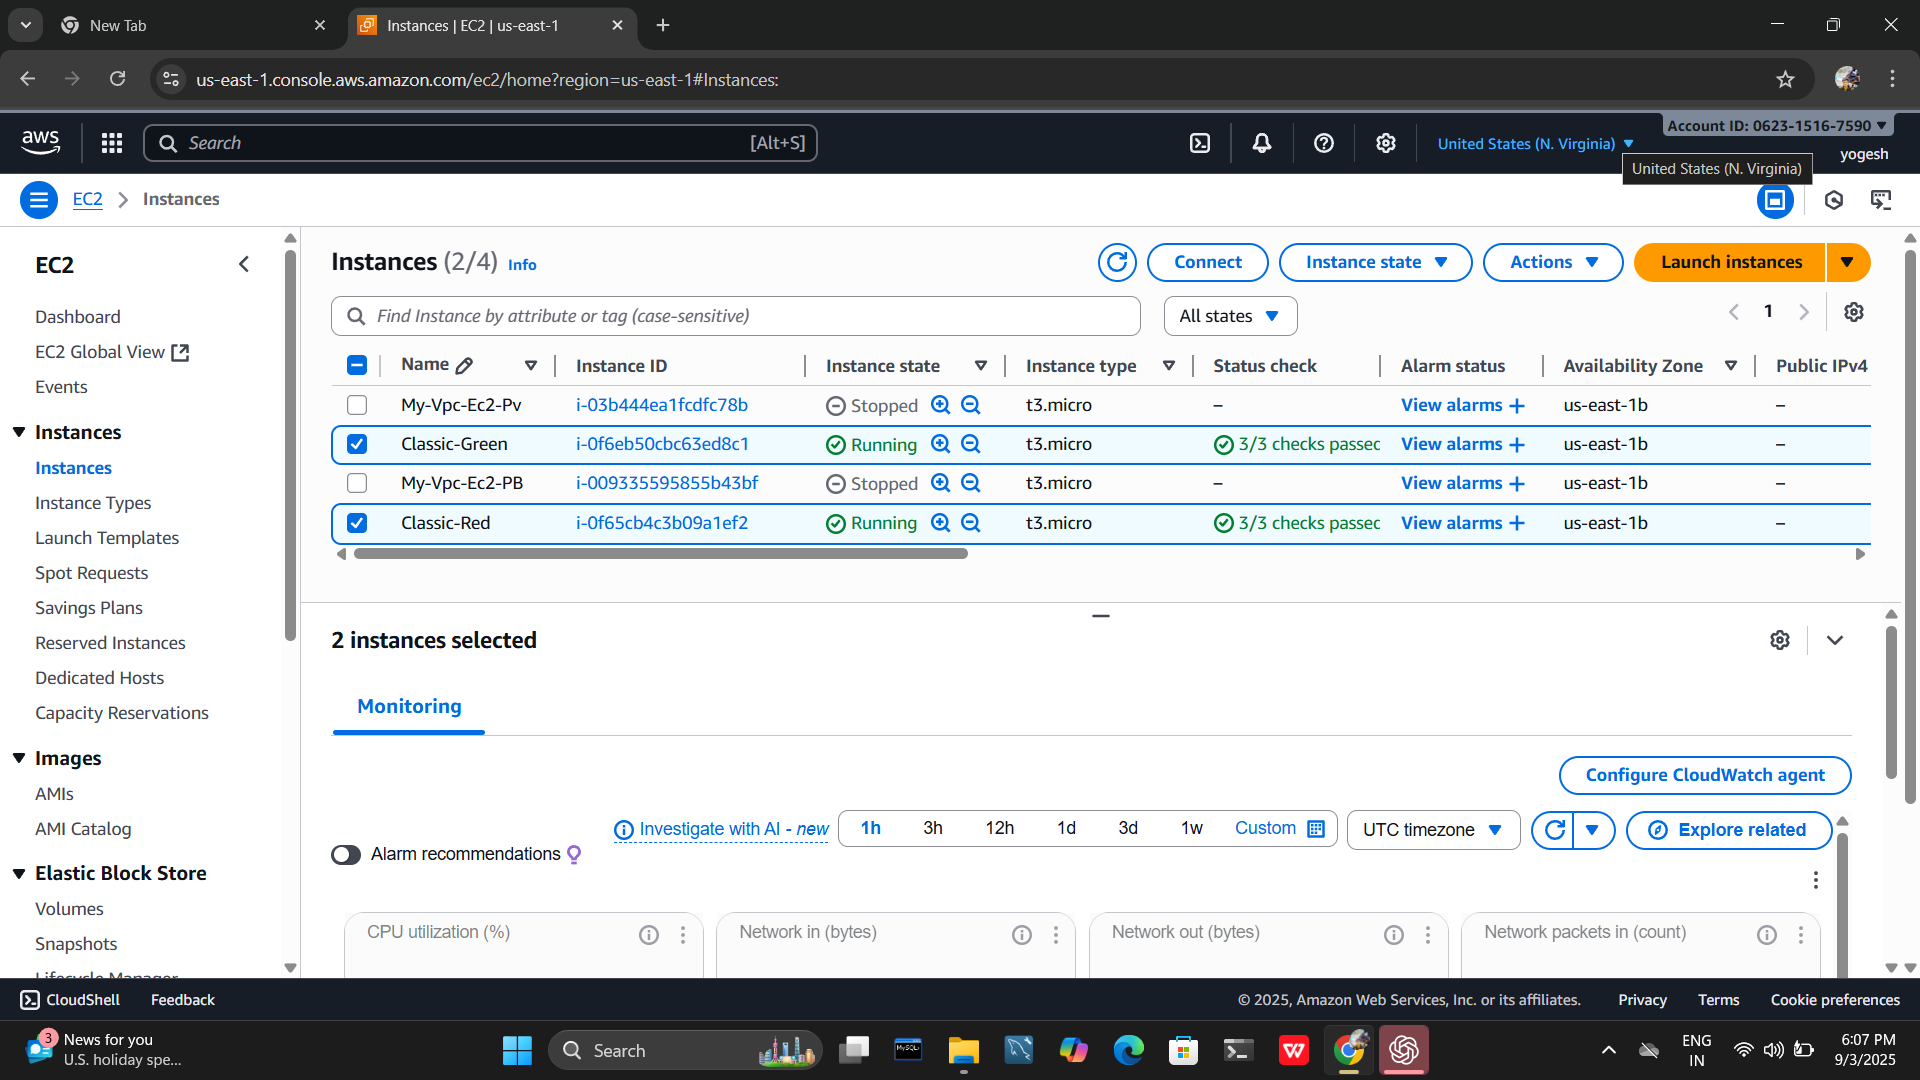 New Tab
Instances | EC2 | us-east-1
us-east-1.console.aws.amazon.com/ec2/home?region=us-east-1#Instances:
aws
Search
[Alt+S]
United States (N. Virginia)
Account ID: 0623-1516-7590
yogesh
United States (N. Virginia)
EC2
Instances
EC2
Dashboard
EC2 Global View
Events
Instances
Instances
Instance Types
Launch Templates
Spot Requests
Savings Plans
Reserved Instances
Dedicated Hosts
Capacity Reservations
Images
AMIs
AMI Catalog
Elastic Block Store
Volumes
Snapshots
Lifecycle Manager
Instances (2/4) Info
Connect
Instance state
Actions
Launch instances
Find Instance by attribute or tag (case-sensitive)
All states
1
Name Instance ID Instance state Instance type Status check Alarm status Availability Zone Public IPv4
My-Vpc-Ec2-Pv i-03b444ea1fcdfc78b Stopped t3.micro – View alarms + us-east-1b –
Classic-Green i-0f6eb50cbc63ed8c1 Running t3.micro 3/3 checks passec View alarms + us-east-1b –
My-Vpc-Ec2-PB i-009335595855b43bf Stopped t3.micro – View alarms + us-east-1b –
Classic-Red i-0f65cb4c3b09a1ef2 Running t3.micro 3/3 checks passec View alarms + us-east-1b –
2 instances selected
Monitoring
Configure CloudWatch agent
Alarm recommendations
Investigate with AI - new
1h 3h 12h 1d 3d 1w Custom
UTC timezone
Explore related
CPU utilization (%)
Network in (bytes)
Network out (bytes)
Network packets in (count)
CloudShell Feedback
© 2025, Amazon Web Services, Inc. or its affiliates. Privacy Terms Cookie preferences
3
News for you
U.S. holiday spe...
Search
MySQL
W
ENG
IN
6:07 PM
9/3/2025